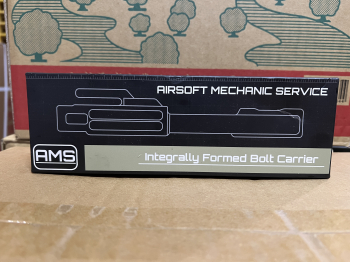 AIRSOFT MECHANIC SERVICE
AMS
Integrally Formed Bolt Carrier